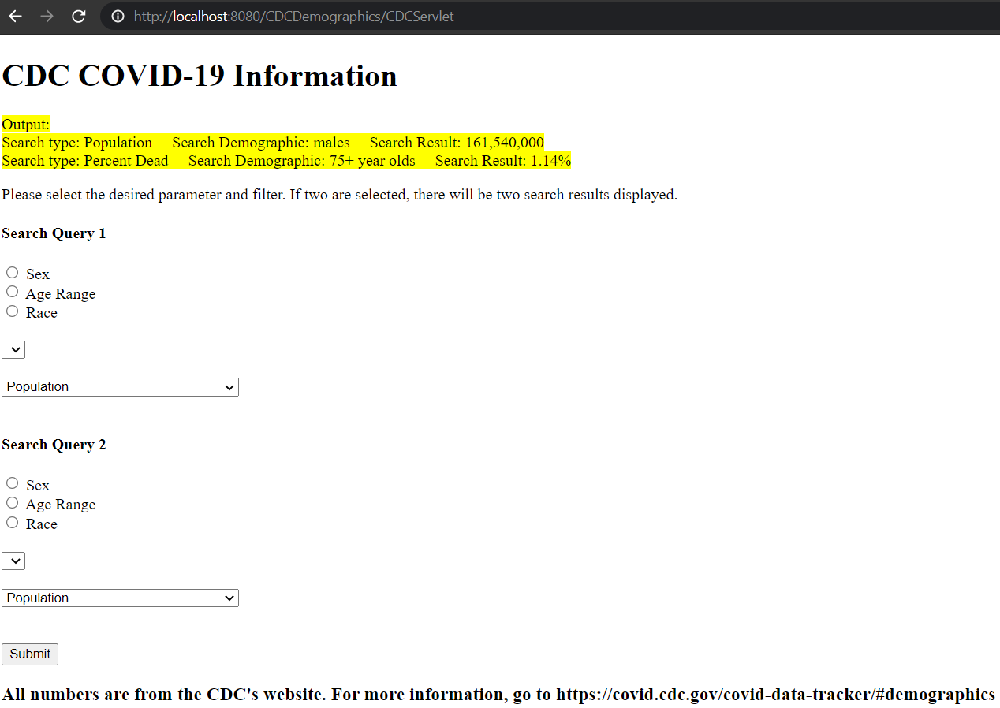 http://localhost:8080/CDCDemographics/CDCServlet
CDC COVID-19 Information
Output:
Search type: Population Search Demographic: males Search Result: 161,540,000
Search type: Percent Dead Search Demographic: 75+ year olds Search Result: 1.14%
Please select the desired parameter and filter. If two are selected, there will be two search results displayed.
Search Query 1
Sex
Age Range
Race
Population
Search Query 2
Sex
Age Range
Race
Population
Submit
All numbers are from the CDC's website. For more information, go to https://covid.cdc.gov/covid-data-tracker/#demographics